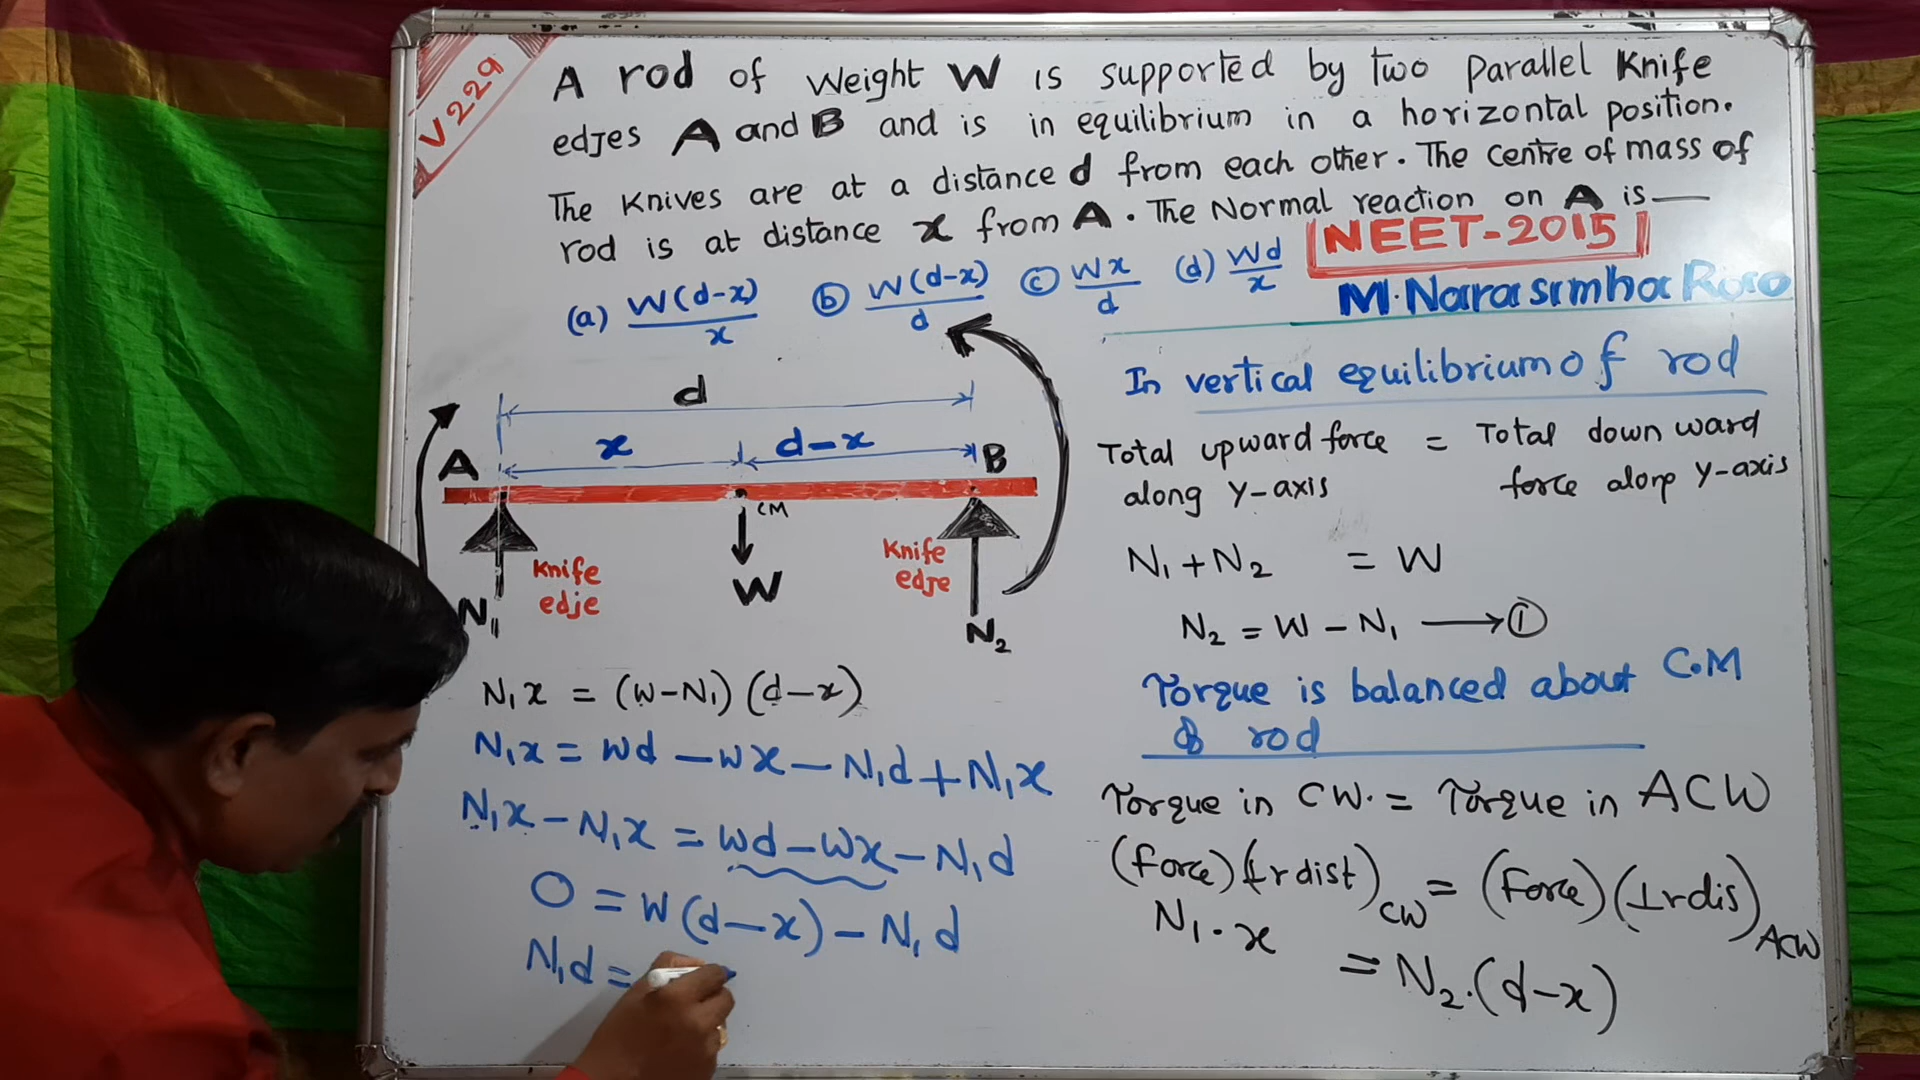 V229
A rod of weight W is supported by two parallel Knife
edjes A and B and is in equilibrium in a horizontal position.
The Knives are at a distance d from each other. The centre of mass of
rod is at distance x from A. The Normal reaction on A is —
NEET-2015
(a) W(d-x)/x (b) W(d-x)/d (c) Wx/d (d) Wd/x
M. Narasimha Rao
d
x d-x
A B
CM
Knife
edje
Knife
edje
W
N₁ N₂
N₁x = (W-N₁) (d-x)
N₁x = Wd - Wx - N₁d + N₁x
N₁x - N₁x = Wd - Wx - N₁d
O = W(d-x) - N₁d
N₁d =
In vertical equilibrium of rod
Total upward force = Total down ward
along Y-axis force along Y-axis
N₁ + N₂ = W
N₂ = W - N₁ → ①
Torque is balanced about C.M
of rod
Torque in CW. = Torque in ACW
(Force)(⊥r dist)CW = (Force)(⊥r dis)ACW
N₁.x = N₂.(d-x)